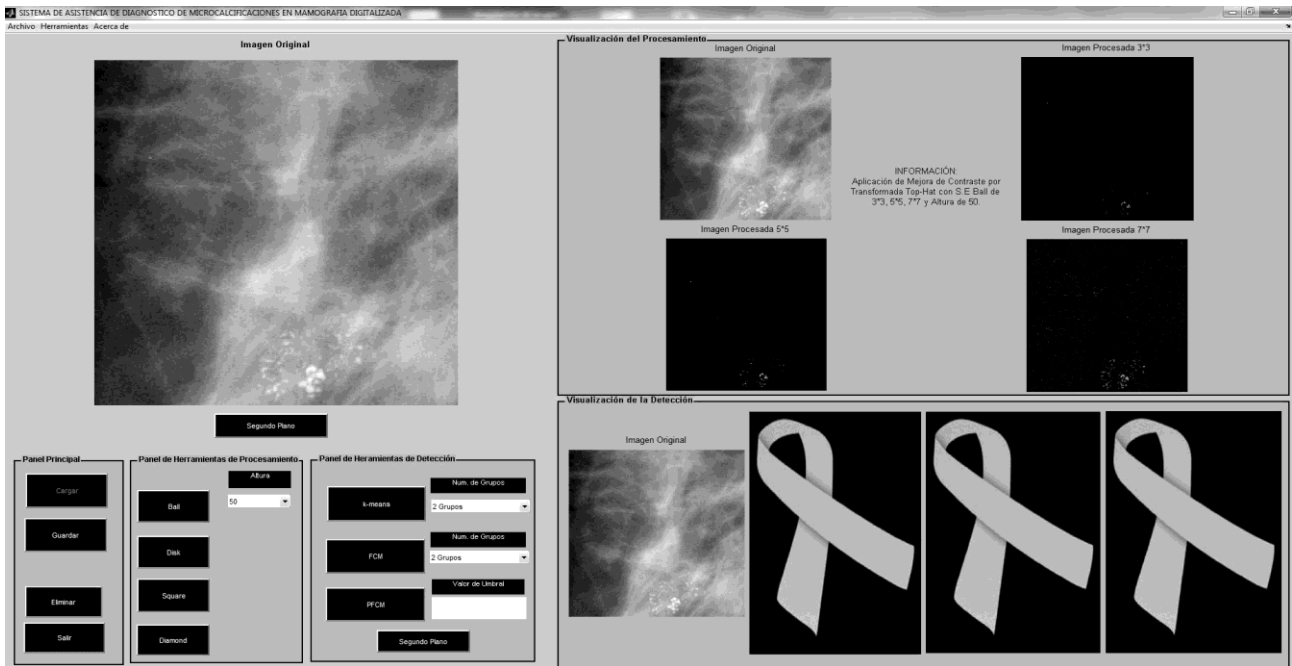 SISTEMA DE ASISTENCIA DE DIAGNOSTICO DE MICROCALCIFICACIONES EN MAMOGRAFIA DIGITALIZADA
Archivo Herramientas Acerca de
Imagen Original
Segundo Plano
Panel Principal
Cargar
Guardar
Eliminar
Salir
Panel de Herramientas de Procesamiento
Altura
Ball
50
Disk
Square
Diamond
Panel de Heramientas de Detección
Num. de Grupos
k-means
2 Grupos
Num. de Grupos
FCM
2 Grupos
Valor de Umbral
PFCM
Segundo Plano
Visualización del Procesamiento
Imagen Original
Imagen Procesada 3*3
INFORMACIÓN:
Aplicación de Mejora de Contraste por
Transformada Top-Hat con S.E Ball de
3*3, 5*5, 7*7 y Altura de 50.
Imagen Procesada 5*5
Imagen Procesada 7*7
Visualización de la Detección
Imagen Original